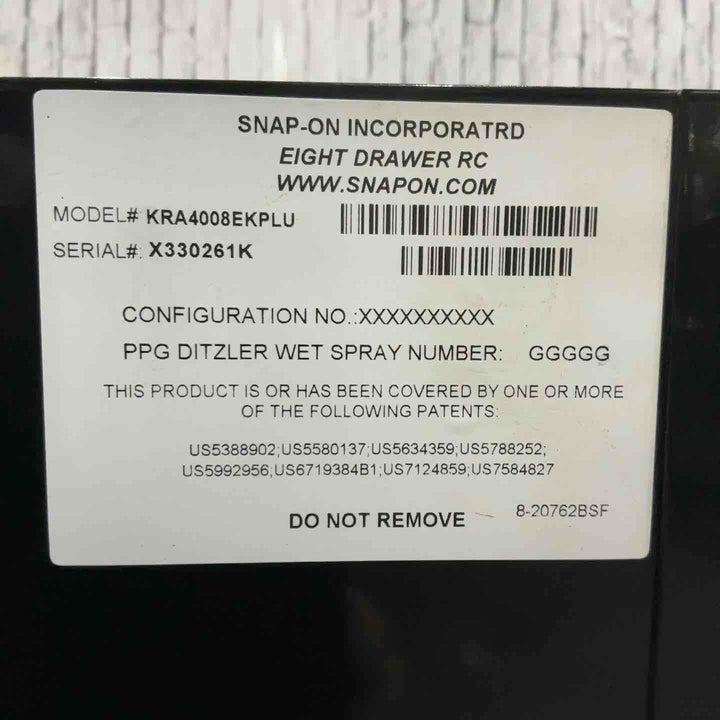 SNAP-ON INCORPORATRD
EIGHT DRAWER RC
WWW.SNAPON.COM
MODEL# KRA4008EKPLU
SERIAL#: X330261K
CONFIGURATION NO.:XXXXXXXXXX
PPG DITZLER WET SPRAY NUMBER: GGGGG
THIS PRODUCT IS OR HAS BEEN COVERED BY ONE OR MORE
OF THE FOLLOWING PATENTS:
US5388902;US5580137;US5634359;US5788252;
US5992956;US6719384B1;US7124859;US7584827
DO NOT REMOVE
8-20762BSF